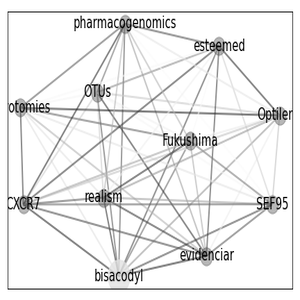 pharmacogenomics
esteemed
OTUs
otomies
Optiler
Fukushima
CXCR7
realism
SEF95
evidenciar
bisacodyl